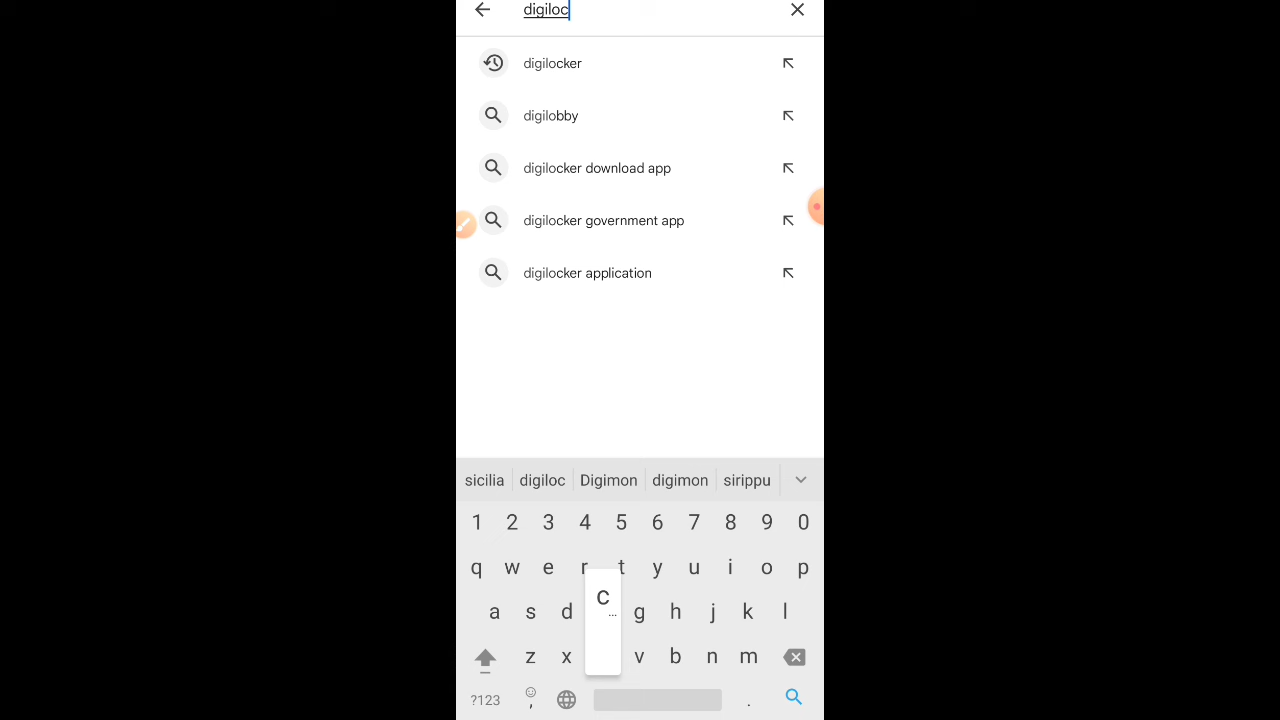 digiloc
digilocker
digilobby
digilocker download app
digilocker government app
digilocker application
sicilia digiloc Digimon digimon sirippu
1 2 3 4 5 6 7 8 9 0
q w e r t y u i o p
a s d c g h j k l
z x v b n m
?123 , .